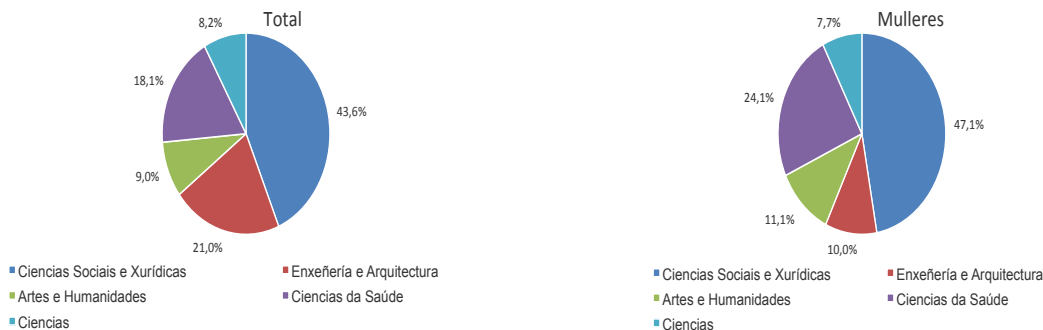 Total
8,2%
18,1%
43,6%
9,0%
21,0%
Ciencias Sociais e Xurídicas
Enxeñería e Arquitectura
Artes e Humanidades
Ciencias da Saúde
Ciencias
Mulleres
7,7%
24,1%
47,1%
11,1%
10,0%
Ciencias Sociais e Xurídicas
Enxeñería e Arquitectura
Artes e Humanidades
Ciencias da Saúde
Ciencias